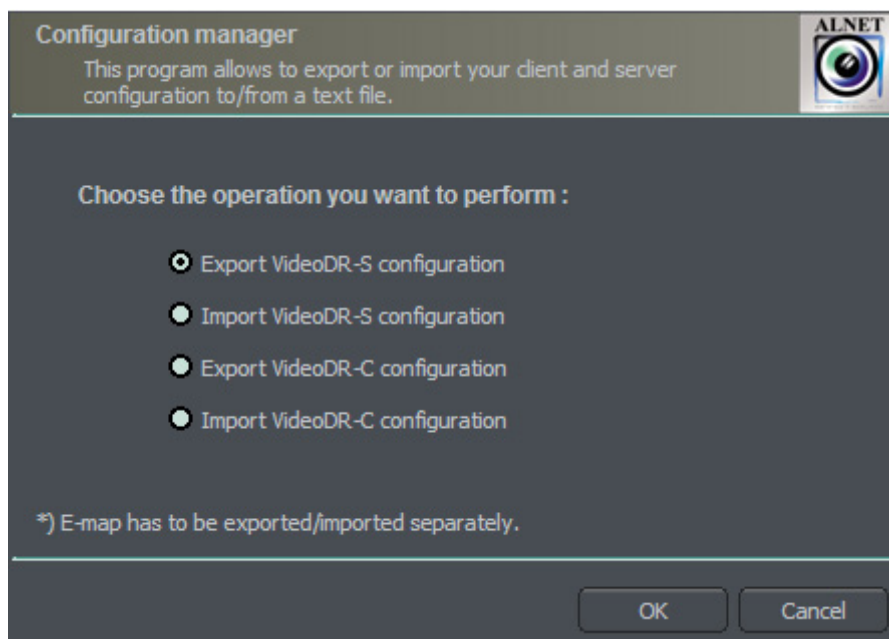 Configuration manager
This program allows to export or import your client and server
configuration to/from a text file.
ALNET
Choose the operation you want to perform :
Export VideoDR-S configuration
Import VideoDR-S configuration
Export VideoDR-C configuration
Import VideoDR-C configuration
*) E-map has to be exported/imported separately.
OK
Cancel